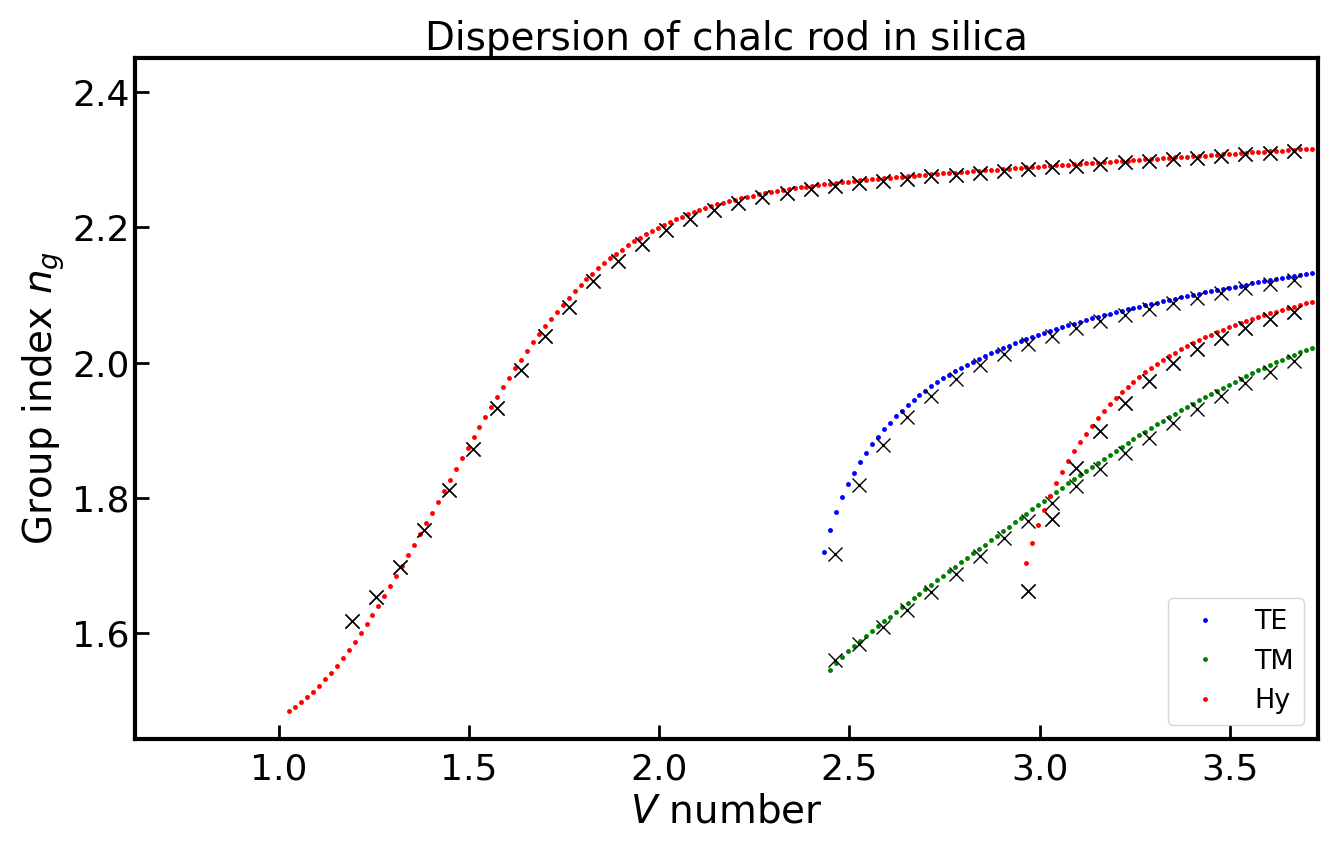 Dispersion of chalc rod in silica
Group index n_g
2.4
2.2
2.0
1.8
1.6
1.0 1.5 2.0 2.5 3.0 3.5
V number
TE
TM
Hy